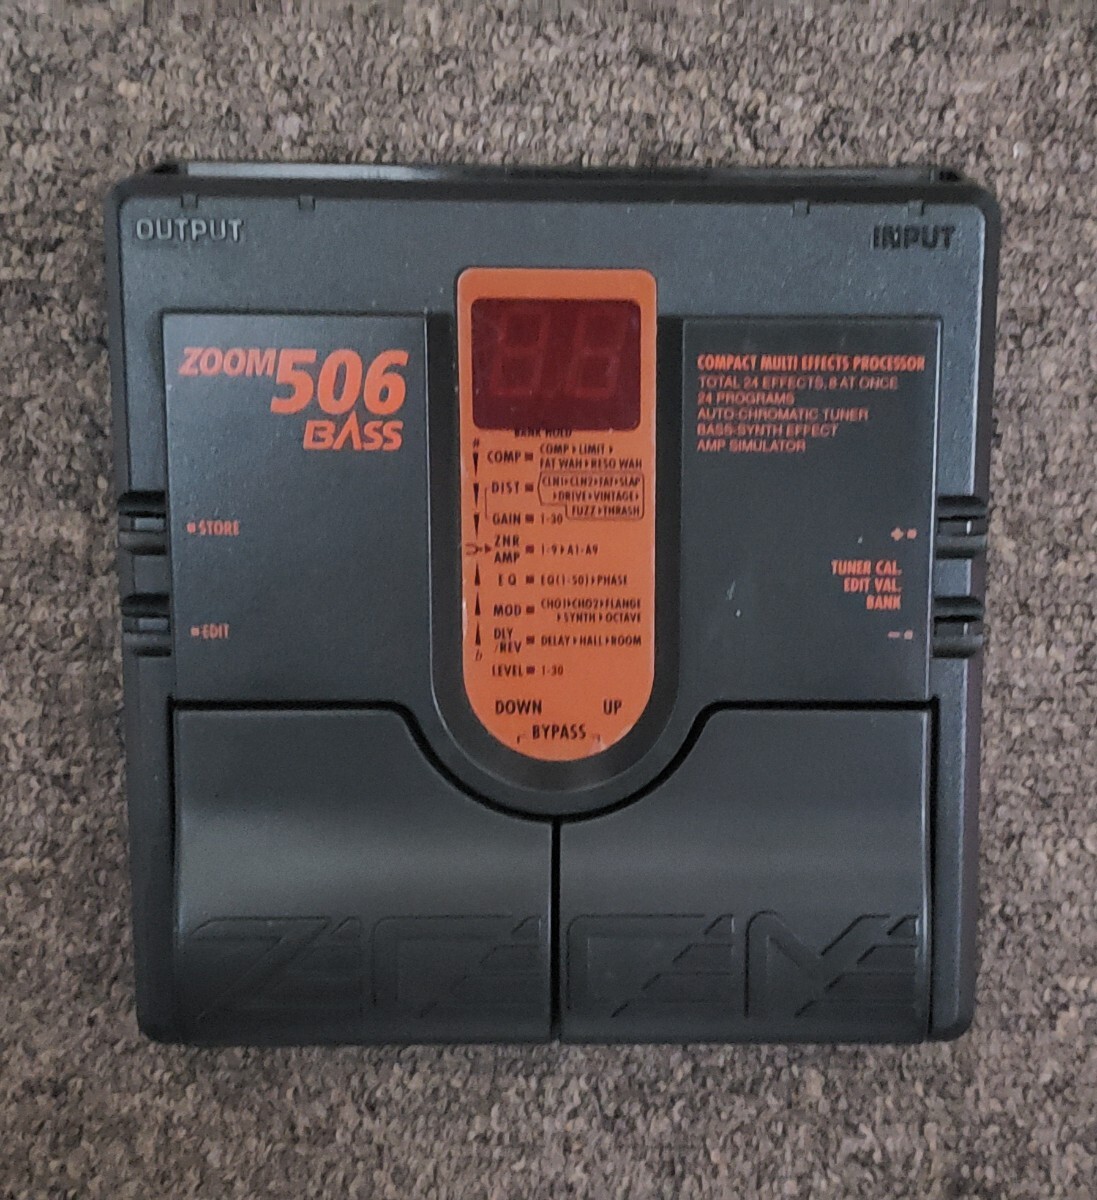 OUTPUT
INPUT
ZOOM 506
BASS
COMPACT MULTI EFFECTS PROCESSOR
TOTAL 24 EFFECTS, 8 AT ONCE
24 PROGRAMS
AUTO-CHROMATIC TUNER
BASS-SYNTH EFFECT
AMP SIMULATOR
BANK HOLD
COMP COMP LIMIT
FAT WAH RESO WAH
DIST CLN1 CLN2 FAT SLAP
DRIVE VINTAGE
FUZZ THRASH
GAIN 1-30
ZNR
AMP 1-9 A1-A9
EQ EQ(1-50) PHASE
MOD CHO1 CHO2 FLANGE
SYNTH OCTAVE
DLY
/REV DELAY HALL ROOM
LEVEL 1-30
DOWN UP
BYPASS
STORE
EDIT
+
TUNER CAL.
EDIT VAL.
BANK
-
ZOOM